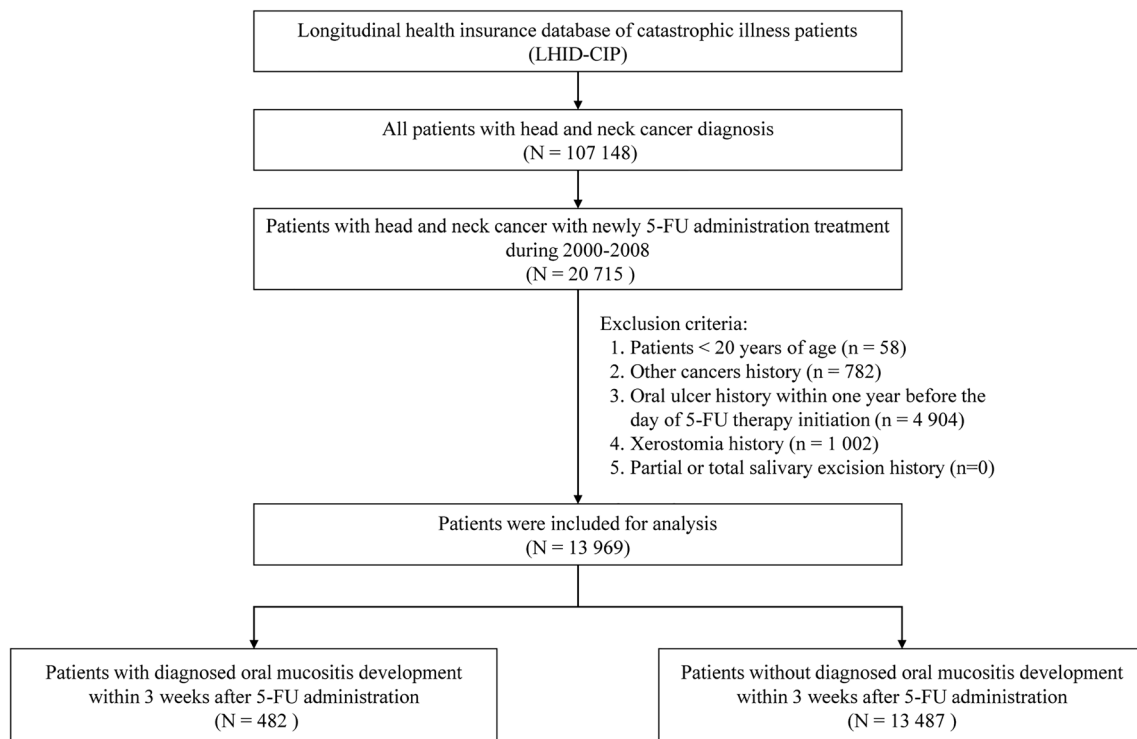 Longitudinal health insurance database of catastrophic illness patients
(LHID-CIP)
All patients with head and neck cancer diagnosis
(N = 107 148)
Patients with head and neck cancer with newly 5-FU administration treatment
during 2000-2008
(N = 20 715 )
Exclusion criteria:
1. Patients < 20 years of age (n = 58)
2. Other cancers history (n = 782)
3. Oral ulcer history within one year before the
day of 5-FU therapy initiation (n = 4 904)
4. Xerostomia history (n = 1 002)
5. Partial or total salivary excision history (n=0)
Patients were included for analysis
(N = 13 969)
Patients with diagnosed oral mucositis development
within 3 weeks after 5-FU administration
(N = 482 )
Patients without diagnosed oral mucositis development
within 3 weeks after 5-FU administration
(N = 13 487 )